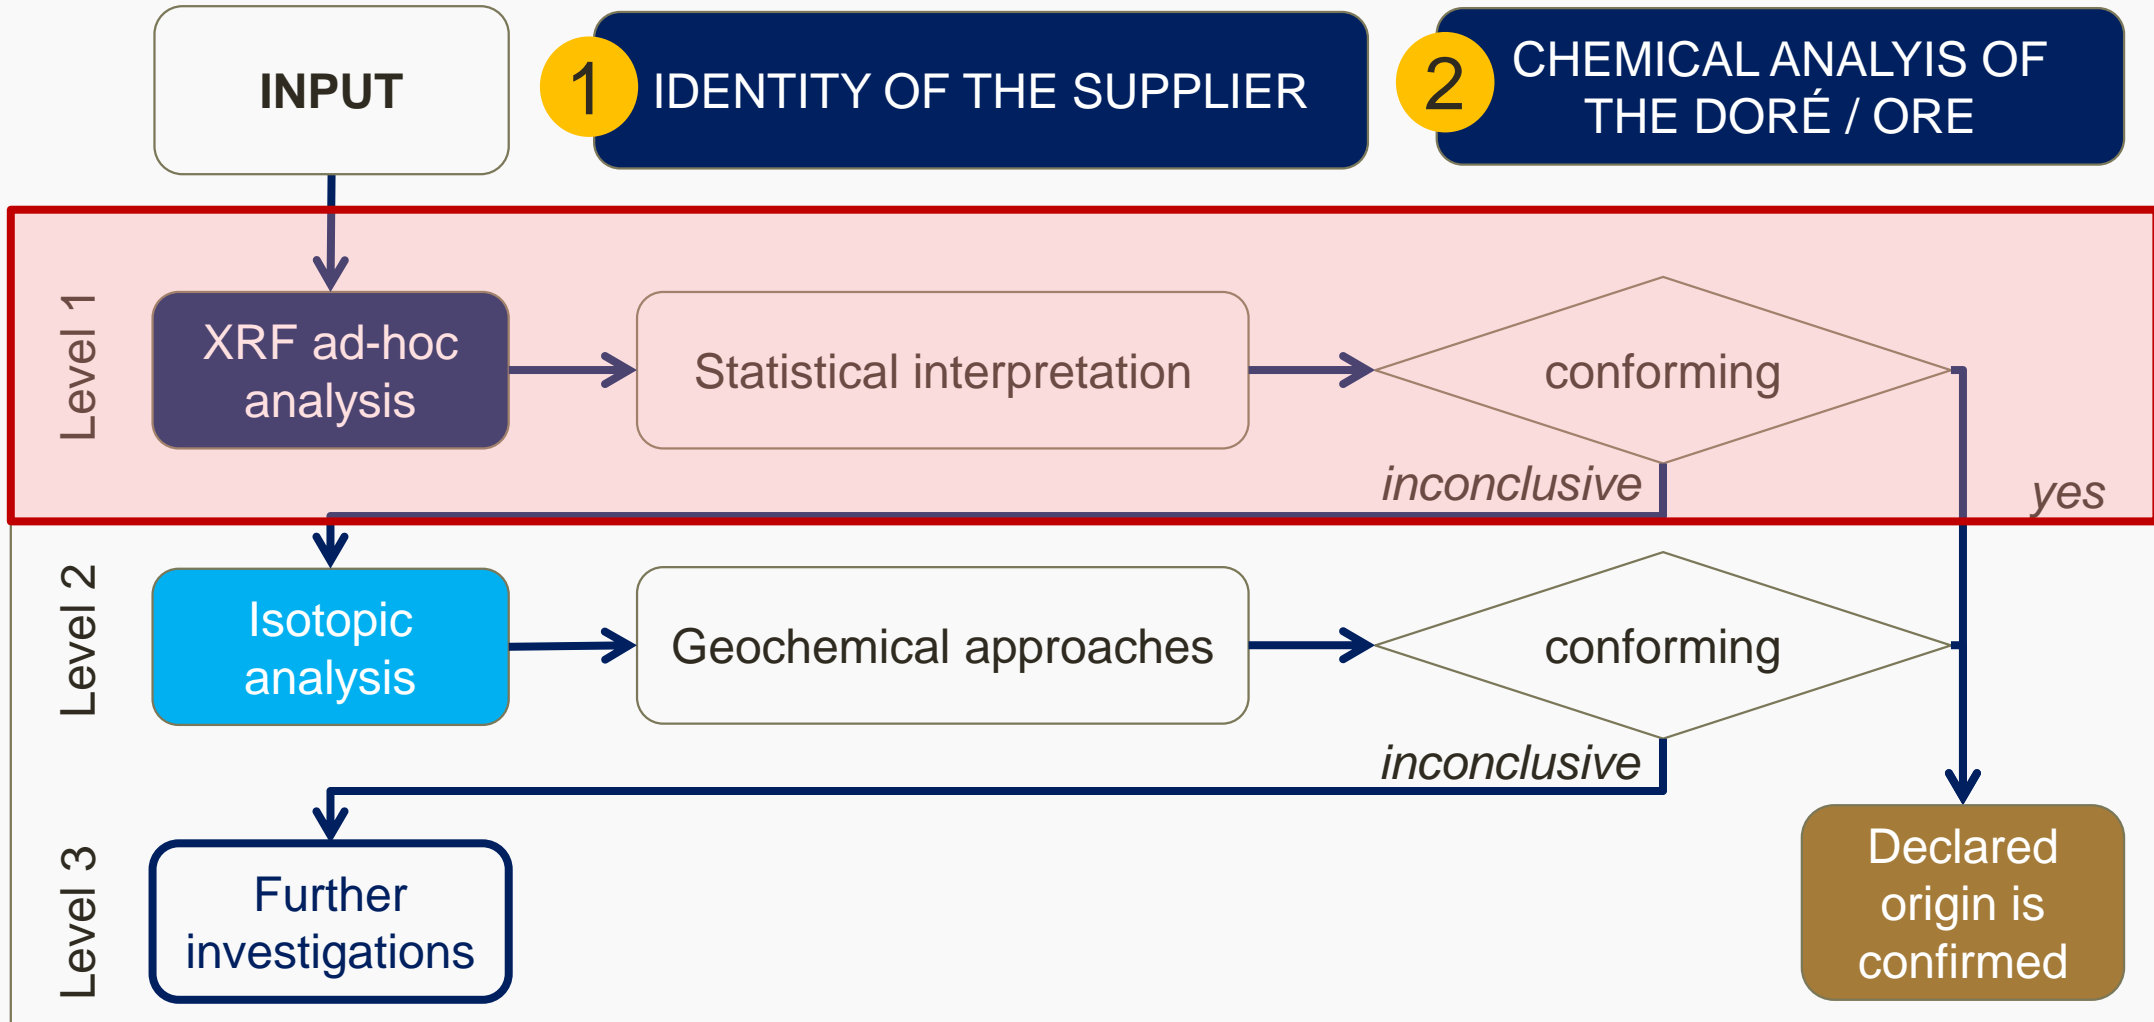 INPUT
1
IDENTITY OF THE SUPPLIER
2
CHEMICAL ANALYIS OF
THE DORÉ / ORE
Level 1
XRF ad-hoc
analysis
Statistical interpretation
conforming
inconclusive
yes
Level 2
Isotopic
analysis
Geochemical approaches
conforming
inconclusive
Level 3
Further
investigations
Declared
origin is
confirmed